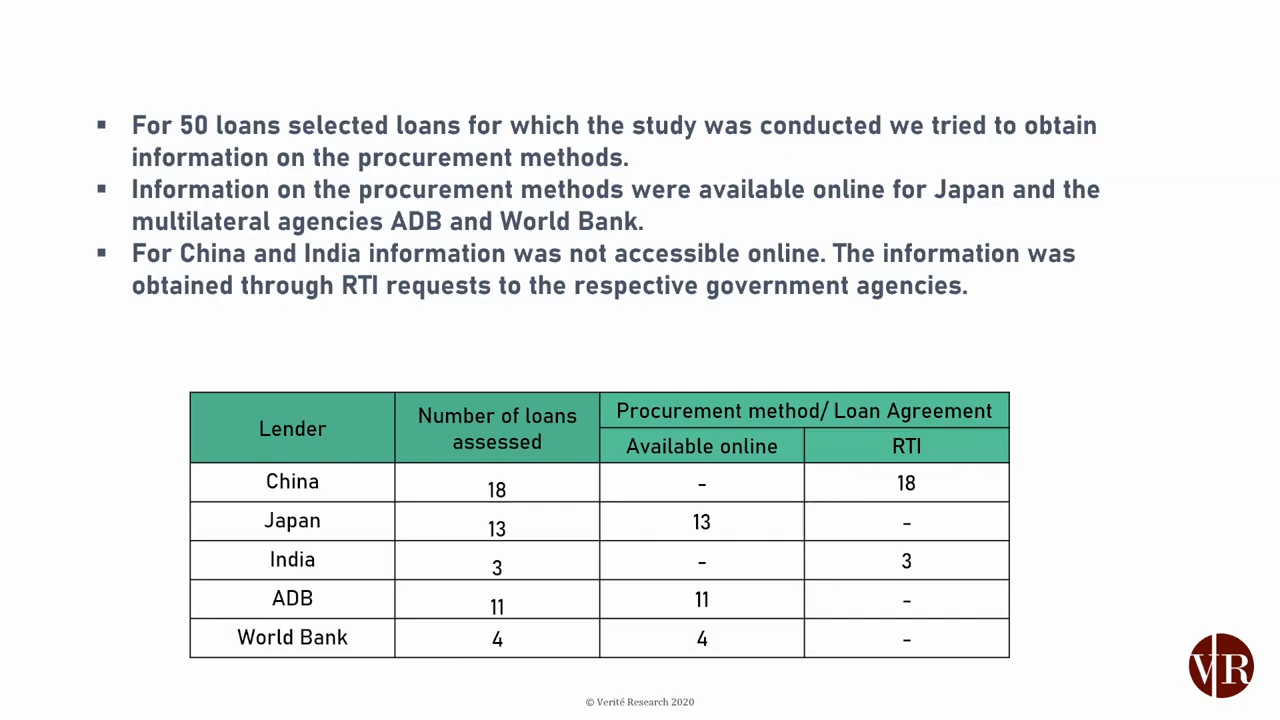 ▪ For 50 loans selected loans for which the study was conducted we tried to obtain
information on the procurement methods.
▪ Information on the procurement methods were available online for Japan and the
multilateral agencies ADB and World Bank.
▪ For China and India information was not accessible online. The information was
obtained through RTI requests to the respective government agencies.
Lender Number of loans assessed Procurement method/ Loan Agreement
Available online RTI
China 18 - 18
Japan 13 13 -
India 3 - 3
ADB 11 11 -
World Bank 4 4 -
VR
© Verité Research 2020